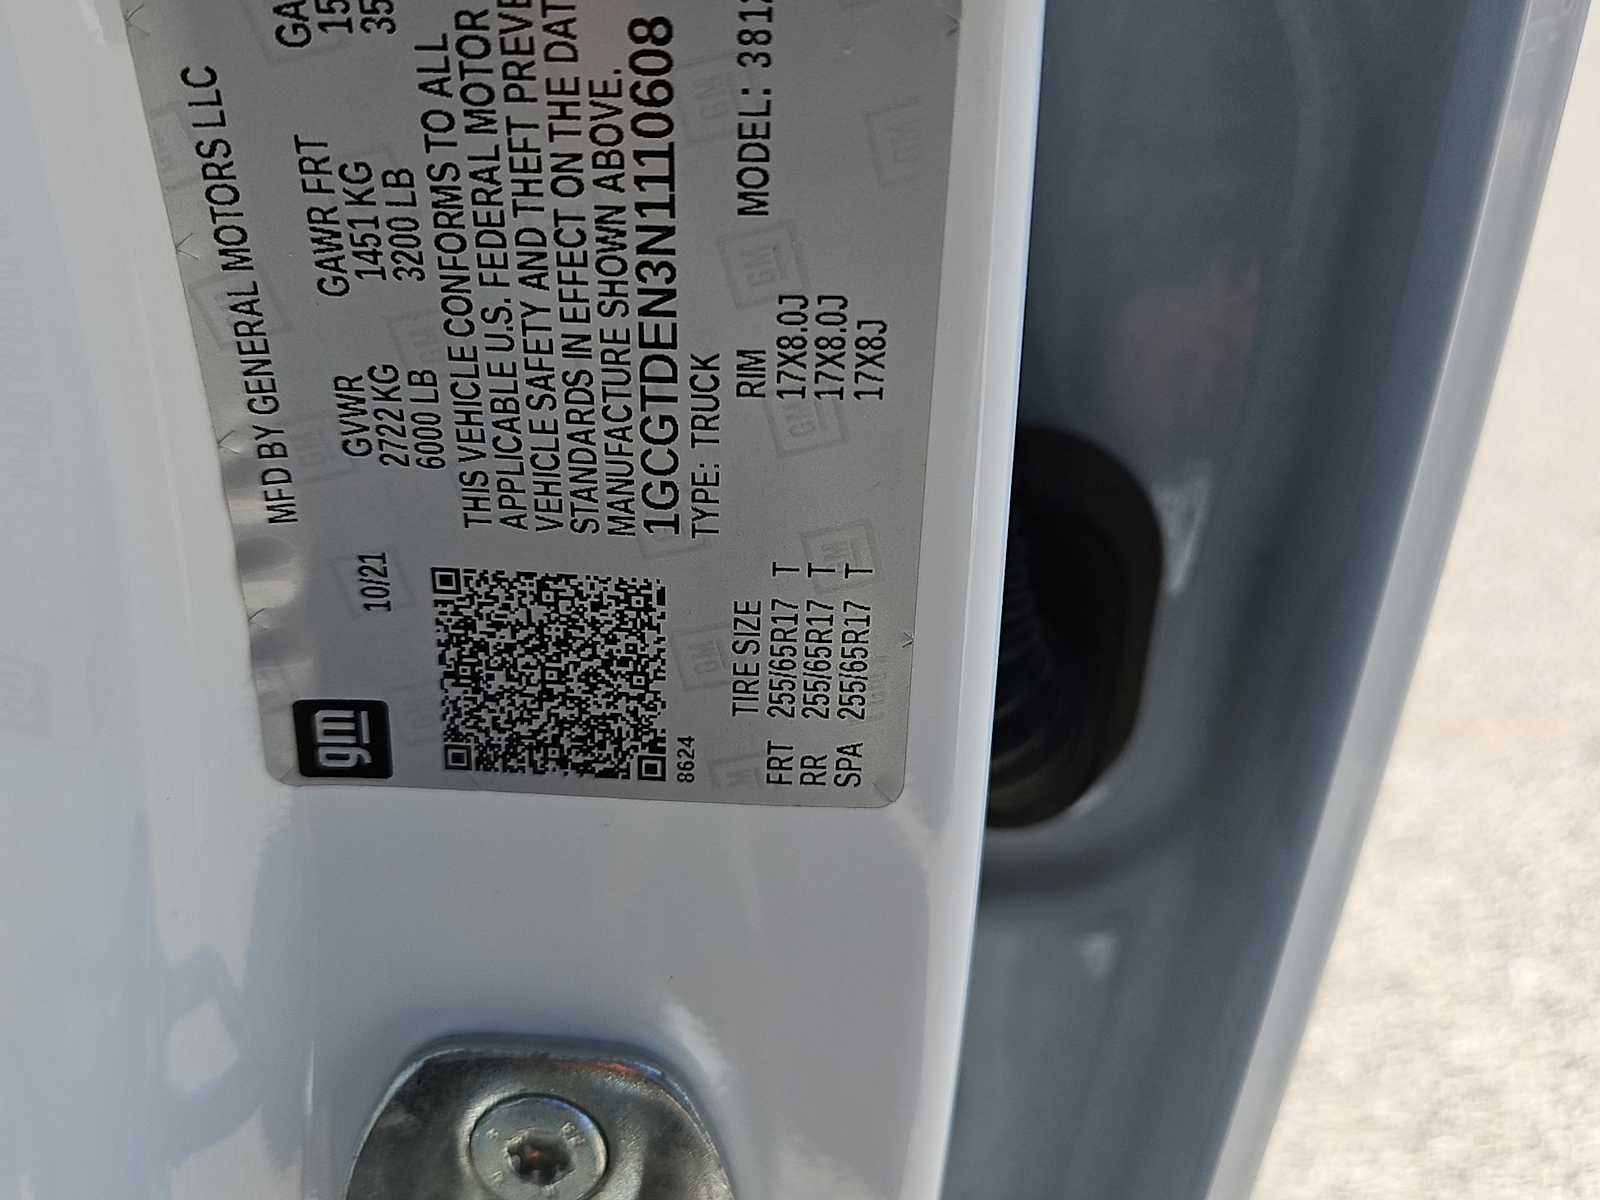 gm
MFD BY GENERAL MOTORS LLC
10/21
GVWR GAWR FRT
2722 KG 1451 KG
6000 LB 3200 LB
THIS VEHICLE CONFORMS TO ALL
APPLICABLE U.S. FEDERAL MOTOR
VEHICLE SAFETY AND THEFT
STANDARDS IN EFFECT ON THE
MANUFACTURE SHOWN ABOVE.
1GCGTDEN3N1110608
8624
TYPE: TRUCK MODEL:
TIRE SIZE RIM
FRT 255/65R17 T 17X8.0J
RR 255/65R17 T 17X8.0J
SPA 255/65R17 T 17X8J